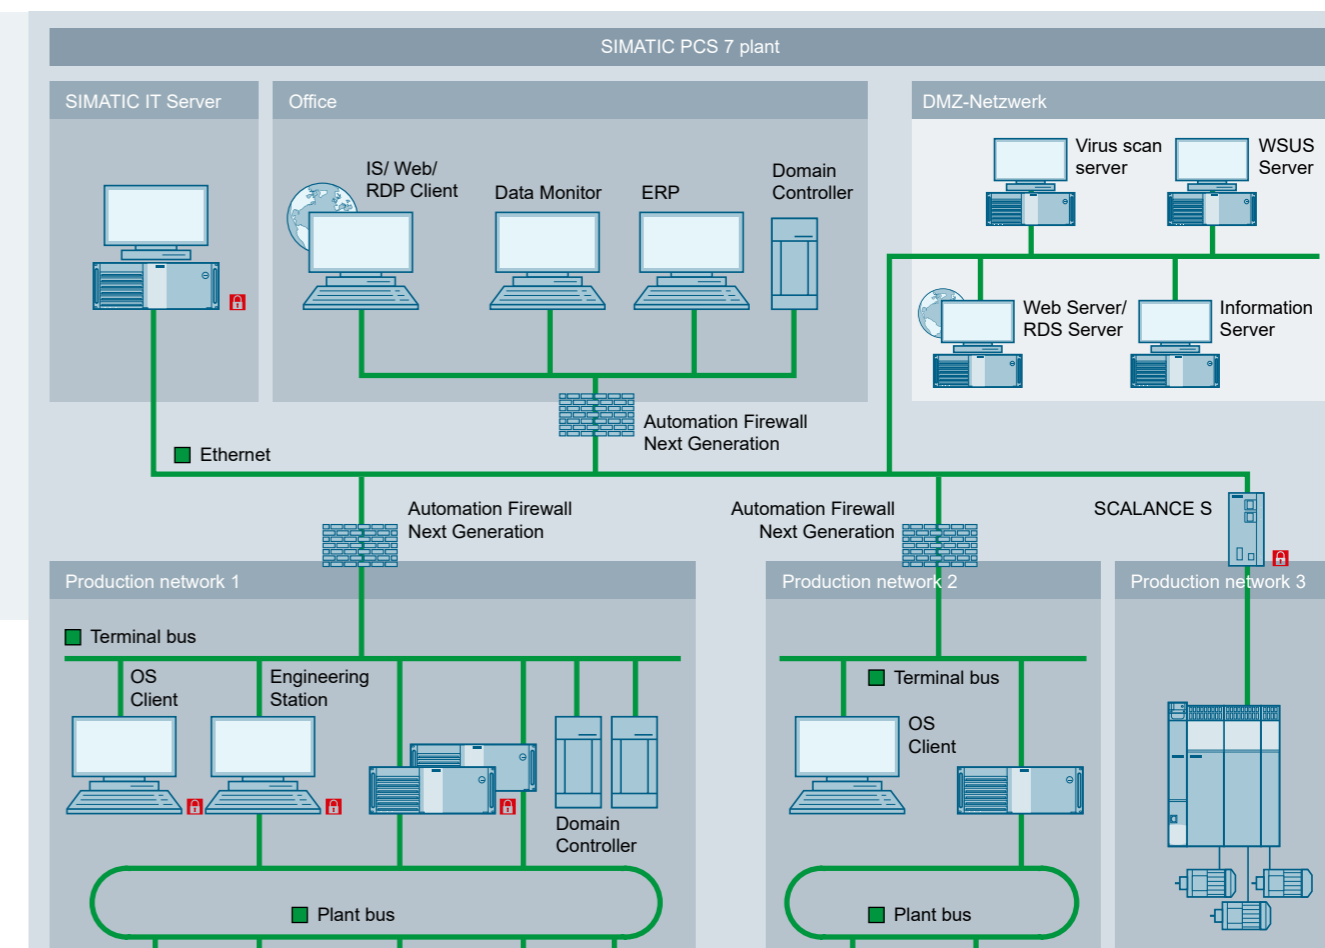 SIMATIC PCS 7 plant
SIMATIC IT Server
Office
DMZ-Netzwerk
IS/ Web/
RDP Client
Data Monitor
ERP
Domain
Controller
Virus scan
server
WSUS
Server
Web Server/
RDS Server
Information
Server
Automation Firewall
Next Generation
Ethernet
Automation Firewall
Next Generation
Automation Firewall
Next Generation
SCALANCE S
Production network 1
Production network 2
Production network 3
Terminal bus
OS
Client
Engineering
Station
Domain
Controller
Plant bus
Terminal bus
OS
Client
Plant bus